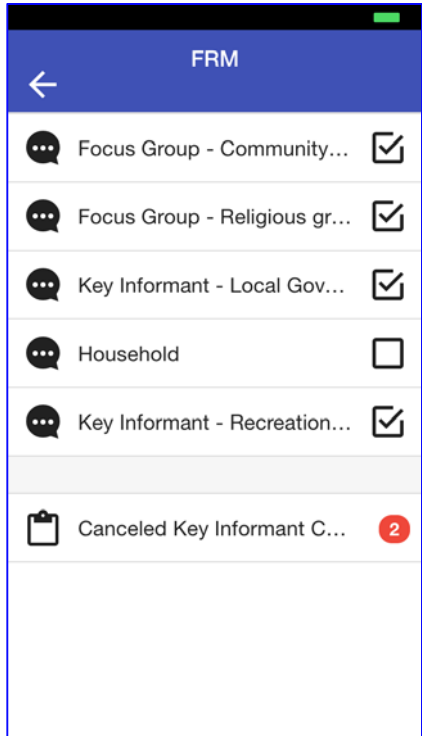 FRM
Focus Group - Community...
Focus Group - Religious gr...
Key Informant - Local Gov...
Household
Key Informant - Recreation...
Canceled Key Informant C...
2